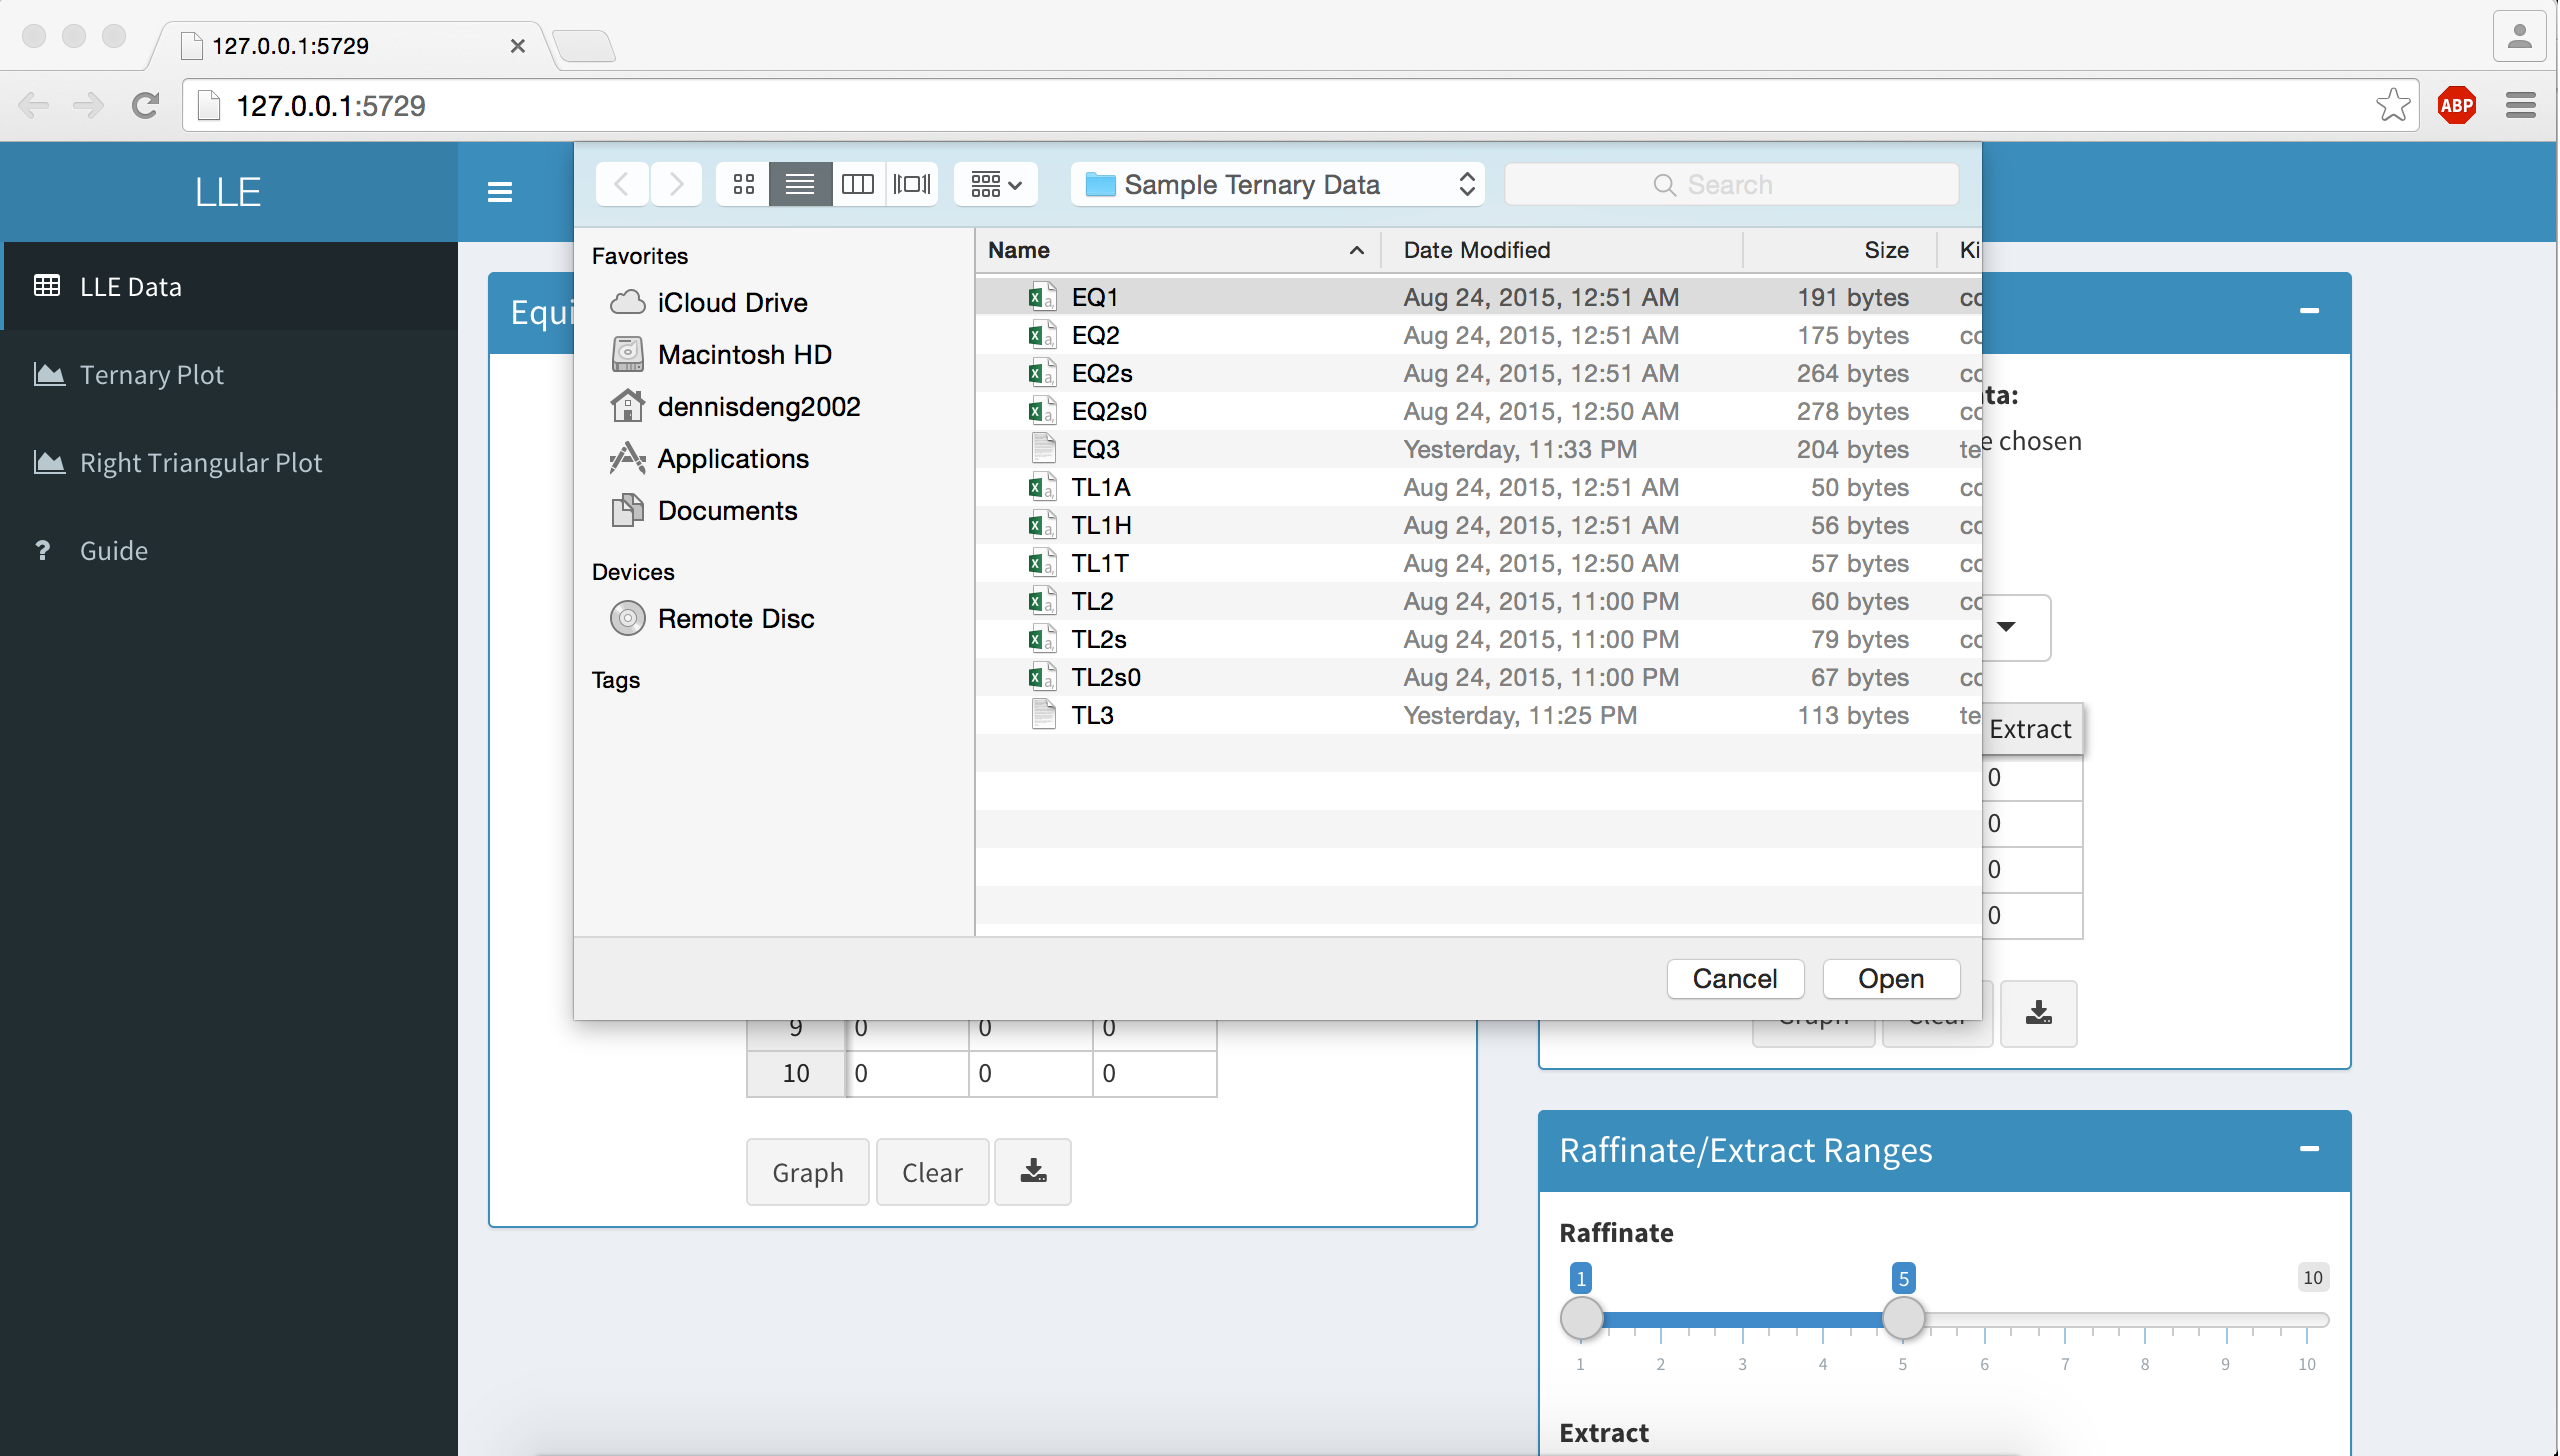 127.0.0.1:5729
127.0.0.1:5729
ABP
LLE
LLE Data
Ternary Plot
Right Triangular Plot
? Guide
Sample Ternary Data
Search
Favorites
iCloud Drive
Macintosh HD
dennisdeng2002
Applications
Documents
Devices
Remote Disc
Tags
Name Date Modified Size Ki
EQ1 Aug 24, 2015, 12:51 AM 191 bytes co
EQ2 Aug 24, 2015, 12:51 AM 175 bytes co
EQ2s Aug 24, 2015, 12:51 AM 264 bytes co
EQ2s0 Aug 24, 2015, 12:50 AM 278 bytes co
EQ3 Yesterday, 11:33 PM 204 bytes te
TL1A Aug 24, 2015, 12:51 AM 50 bytes co
TL1H Aug 24, 2015, 12:51 AM 56 bytes co
TL1T Aug 24, 2015, 12:50 AM 57 bytes co
TL2 Aug 24, 2015, 11:00 PM 60 bytes co
TL2s Aug 24, 2015, 11:00 PM 79 bytes co
TL2s0 Aug 24, 2015, 11:00 PM 67 bytes co
TL3 Yesterday, 11:25 PM 113 bytes te
Cancel Open
Equi
9 0 0 0
10 0 0 0
Graph Clear
ta:
e chosen
Extract
0
0
0
0
Graph Clear
Raffinate/Extract Ranges
Raffinate
1 5 10
1 2 3 4 5 6 7 8 9 10
Extract